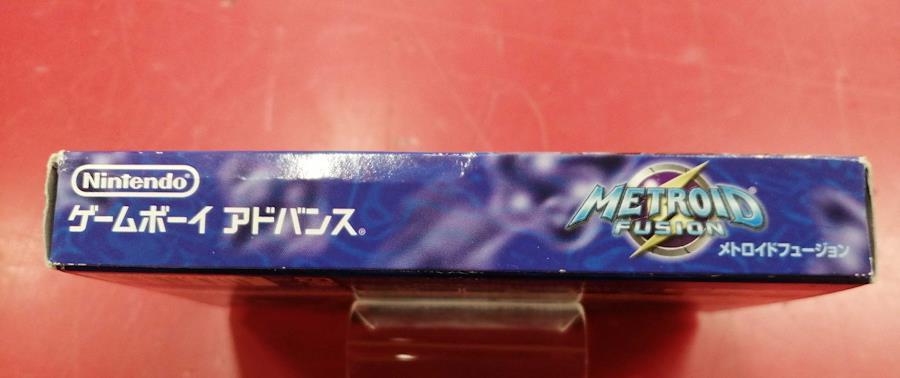 Nintendo®
ゲームボーイ アドバンス®
METROID®
FUSION
メトロイドフュージョン